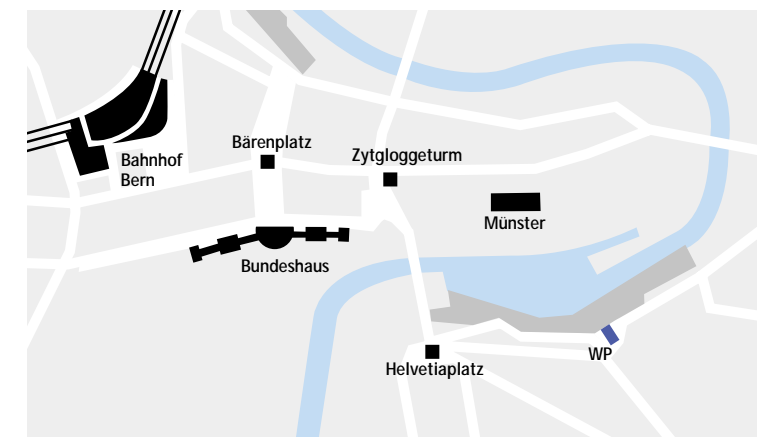 Bärenplatz
Zytgloggeturm
Bahnhof
Bern
Münster
Bundeshaus
WP
Helvetiaplatz